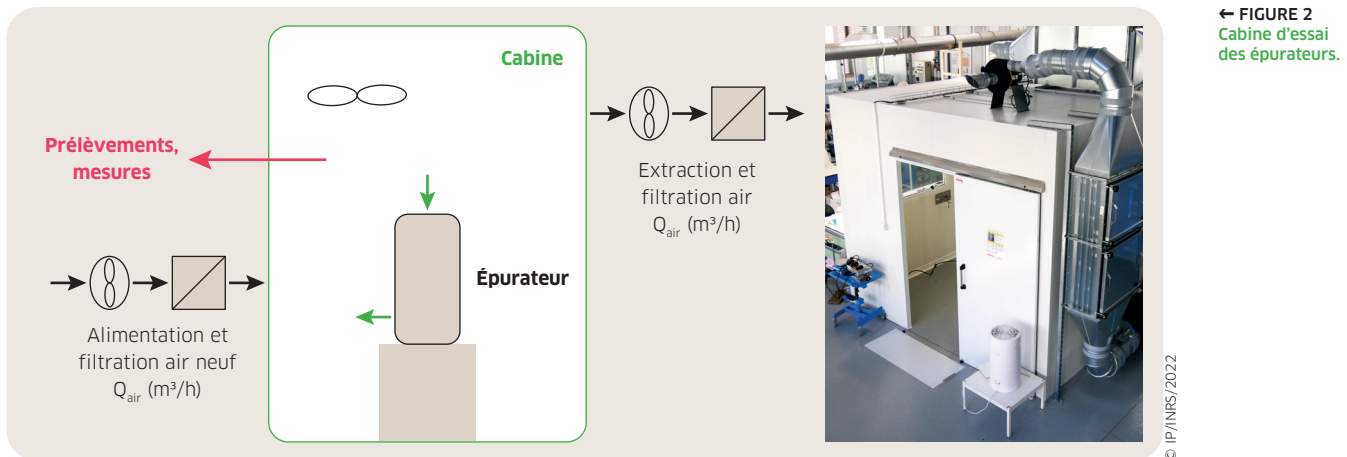 ← FIGURE 2
Cabine d'essai
des épurateurs.
Cabine
Prélèvements,
mesures
Extraction et
filtration air
Qair (m³/h)
Épurateur
Alimentation et
filtration air neuf
Qair (m³/h)
© IP/INRS/2022